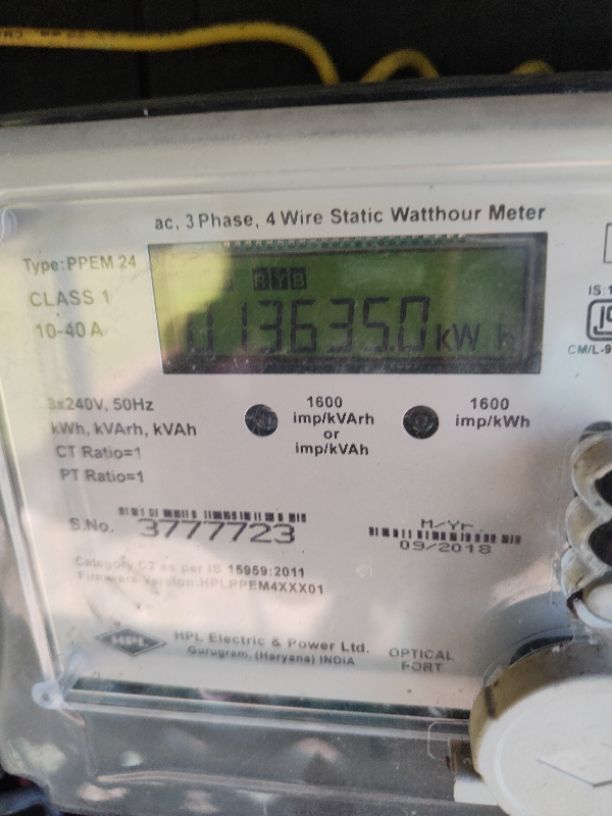 ac, 3 Phase, 4 Wire Static Watthour Meter
Type:PPEM 24
CLASS 1
10-40 A
RYB
013635.0 kWh
IS:1
CM/L-9
3x240V, 50Hz
kWh, kVArh, kVAh
CT Ratio=1
PT Ratio=1
1600
imp/kVArh
or
imp/kVAh
1600
imp/kWh
S.No. 3777723
M/Yr.
09/2018
Category C2 as per IS 15959:2011
Firmware Version:HPLPPEM4XXX01
HPL
HPL Electric & Power Ltd.
Gurugram, (Haryana) INDIA
OPTICAL
PORT